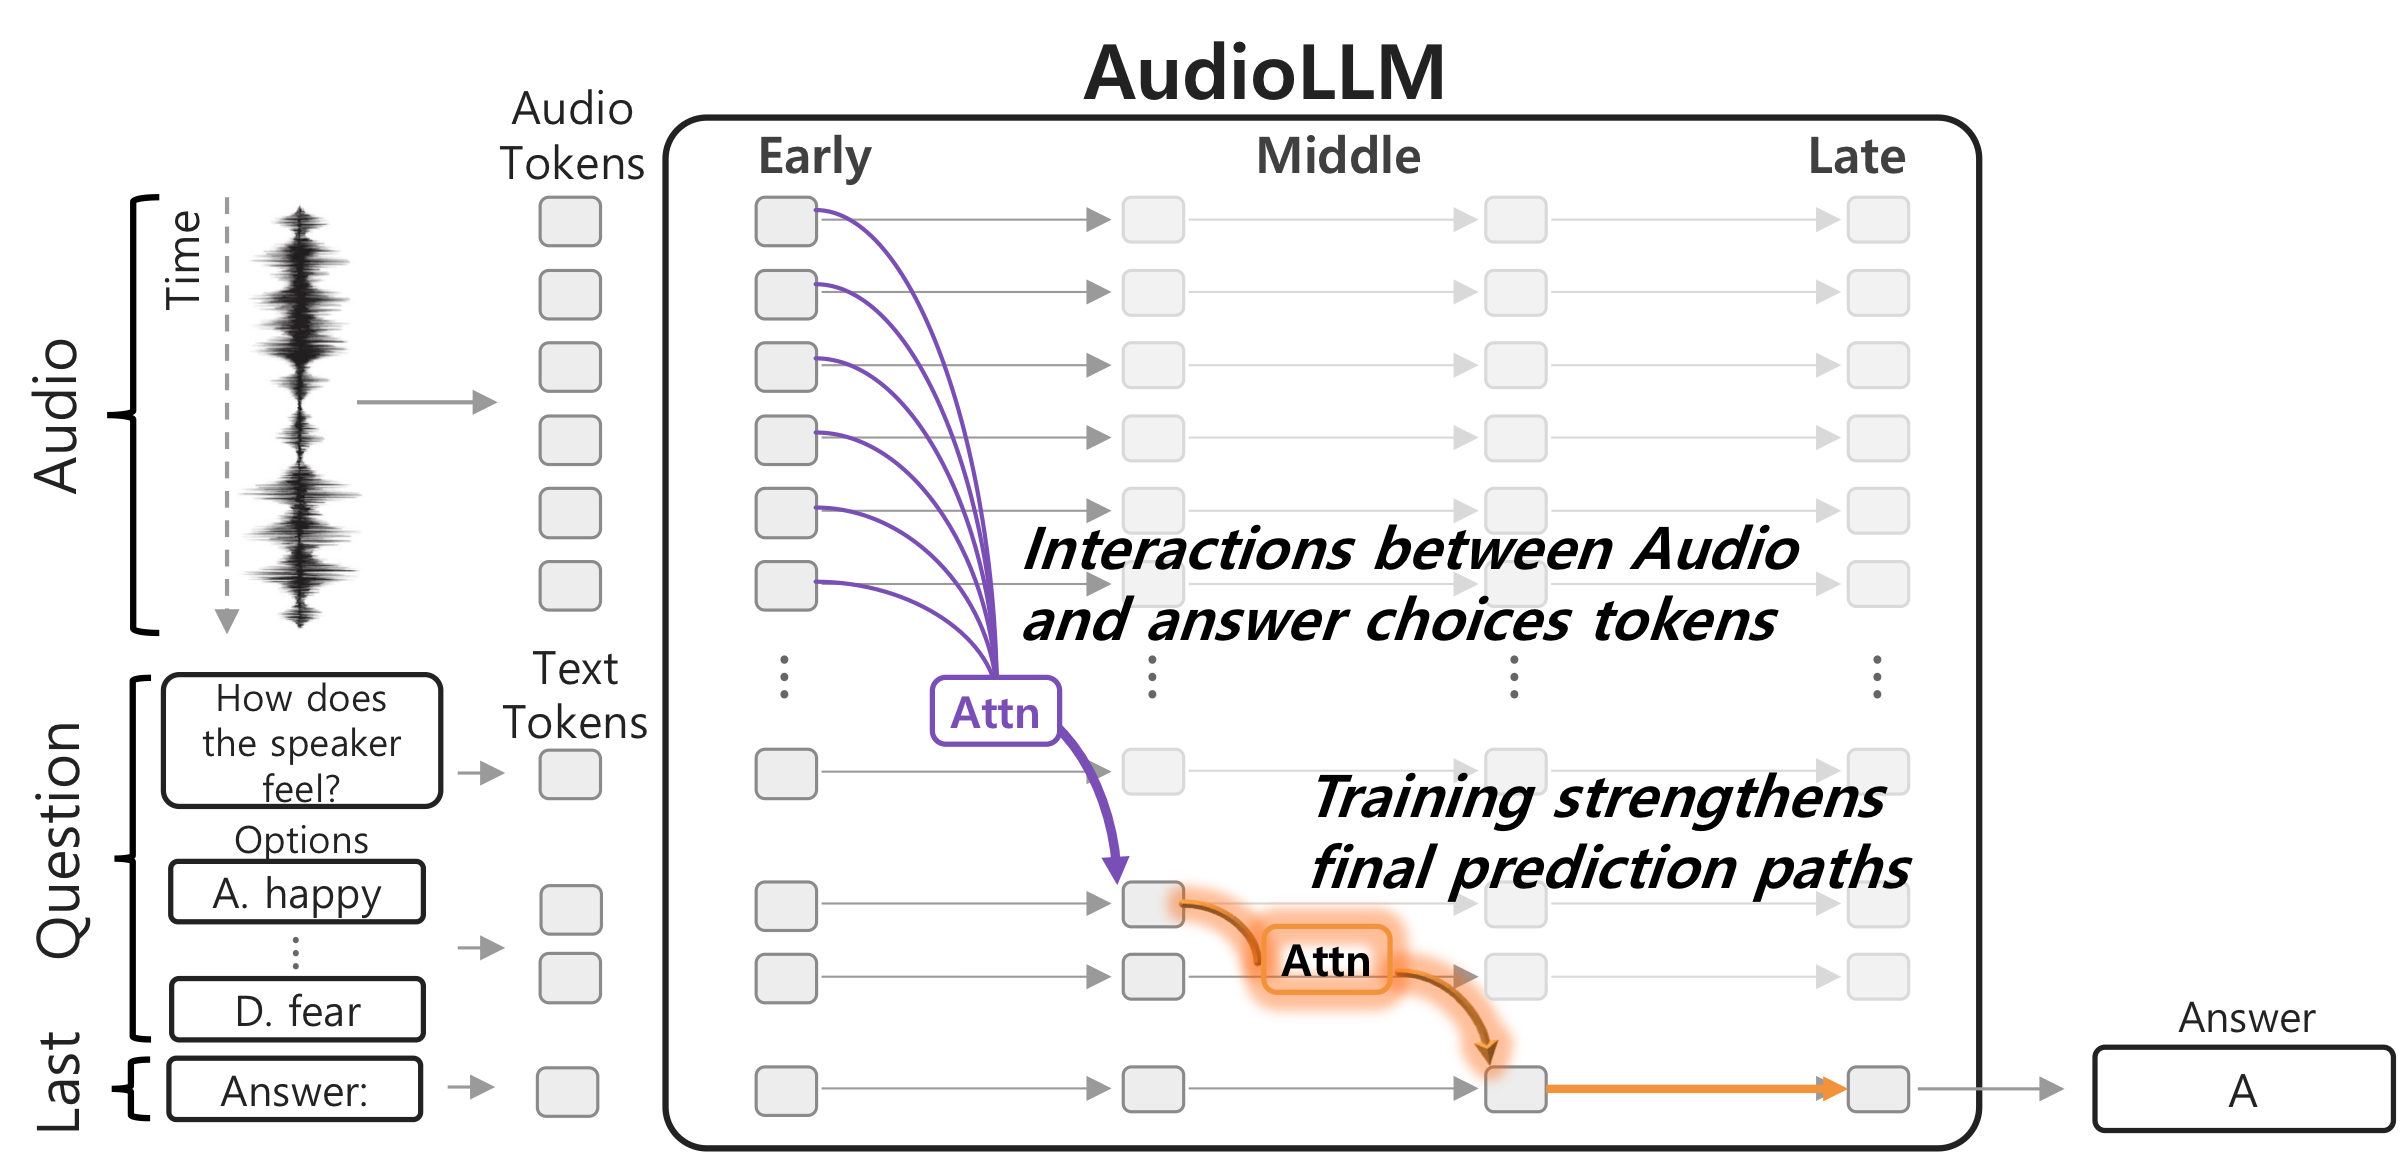 AudioLLM
Audio
Tokens
Early
Middle
Late
Time
Audio
Interactions between Audio
and answer choices tokens
Text
Tokens
Attn
Question
How does
the speaker
feel?
Training strengthens
final prediction paths
Options
A. happy
Attn
D. fear
Last
Answer:
Answer
A